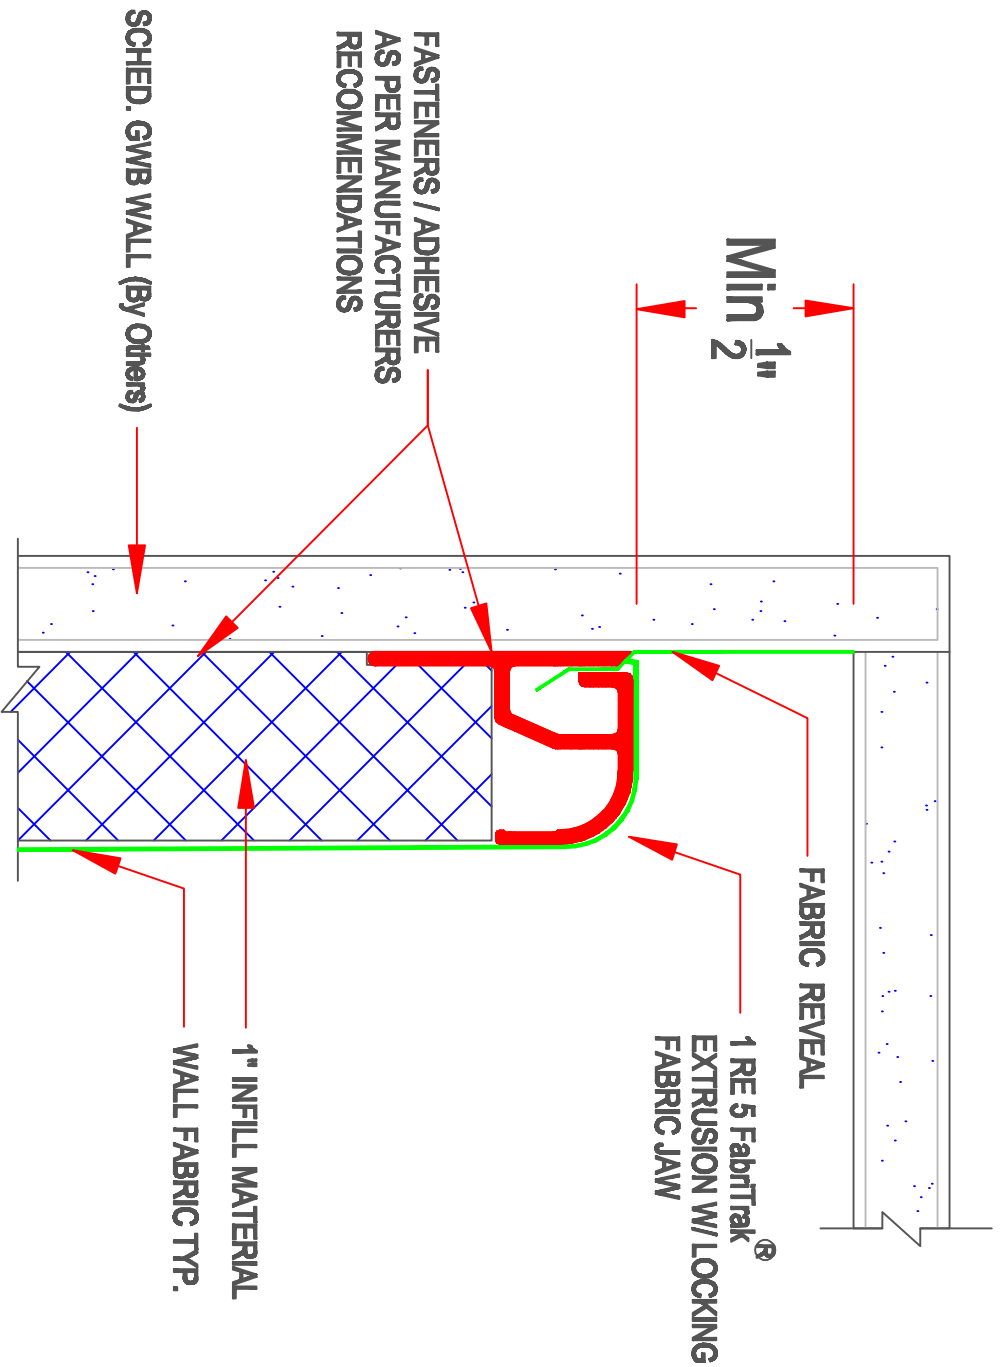 SCHED. GWB WALL (By Others)
FASTENERS / ADHESIVE
AS PER MANUFACTURERS
RECOMMENDATIONS
Min 1/2"
FABRIC REVEAL
1 RE 5 FabriTrak®
EXTRUSION W/ LOCKING
FABRIC JAW
1" INFILL MATERIAL
WALL FABRIC TYP.